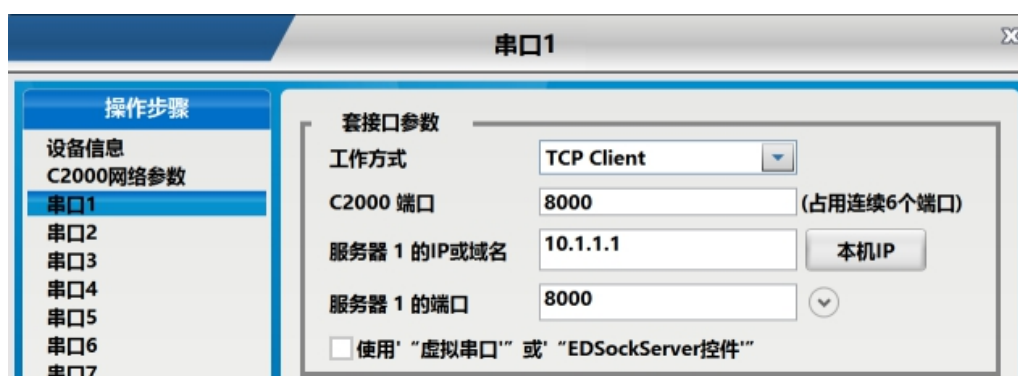 串口1
操作步骤
设备信息
C2000网络参数
串口1
串口2
串口3
串口4
串口5
串口6
串口7
套接口参数
工作方式 TCP Client
C2000 端口 8000 (占用连续6个端口)
服务器 1 的IP或域名 10.1.1.1 本机IP
服务器 1 的端口 8000
使用' “虚拟串口'” 或' “EDSockServer控件'”